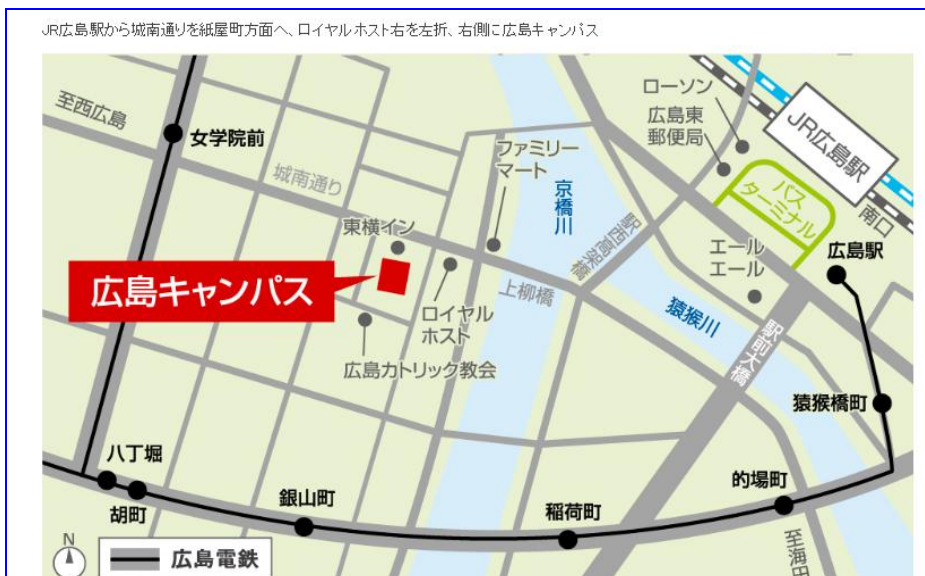 JR広島駅から城南通りを紙屋町方面へ、ロイヤルホスト右を左折、右側に広島キャンパス
至西広島
女学院前
城南通り
東横イン
広島キャンパス
ロイヤル
ホスト
広島カトリック教会
ファミリー
マート
京橋川
上柳橋
駅西高架橋
ローソン
広島東
郵便局
JR広島駅
バス
ターミナル
南口
広島駅
エール
エール
猿猴川
駅前大橋
猿猴橋町
八丁堀
胡町
銀山町
稲荷町
的場町
至海田
N
広島電鉄